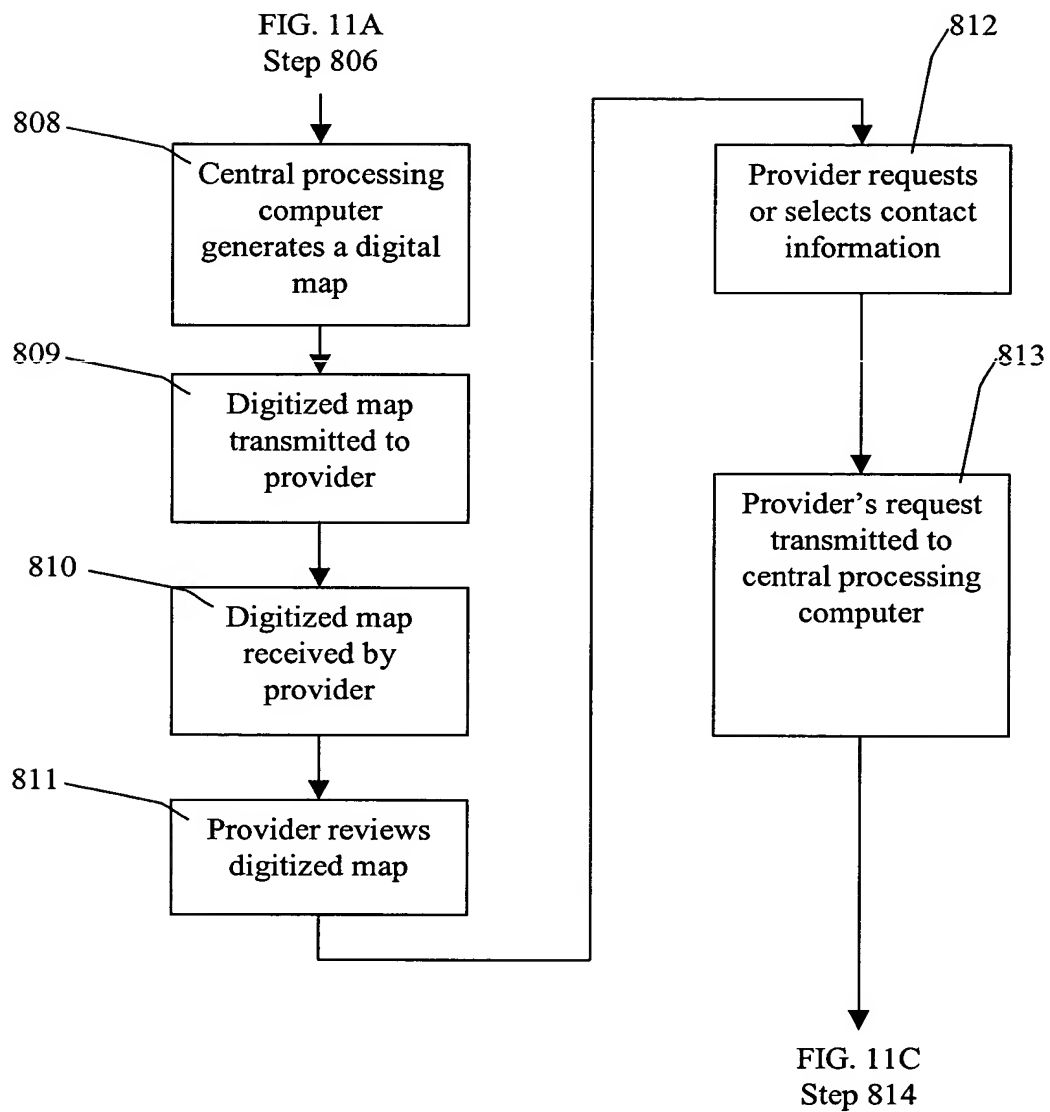 FIG. 11A
Step 806
808
Central processing
computer
generates a digital
map
809
Digitized map
transmitted to
provider
810
Digitized map
received by
provider
811
Provider reviews
digitized map
812
Provider requests
or selects contact
information
813
Provider’s request
transmitted to
central processing
computer
FIG. 11C
Step 814